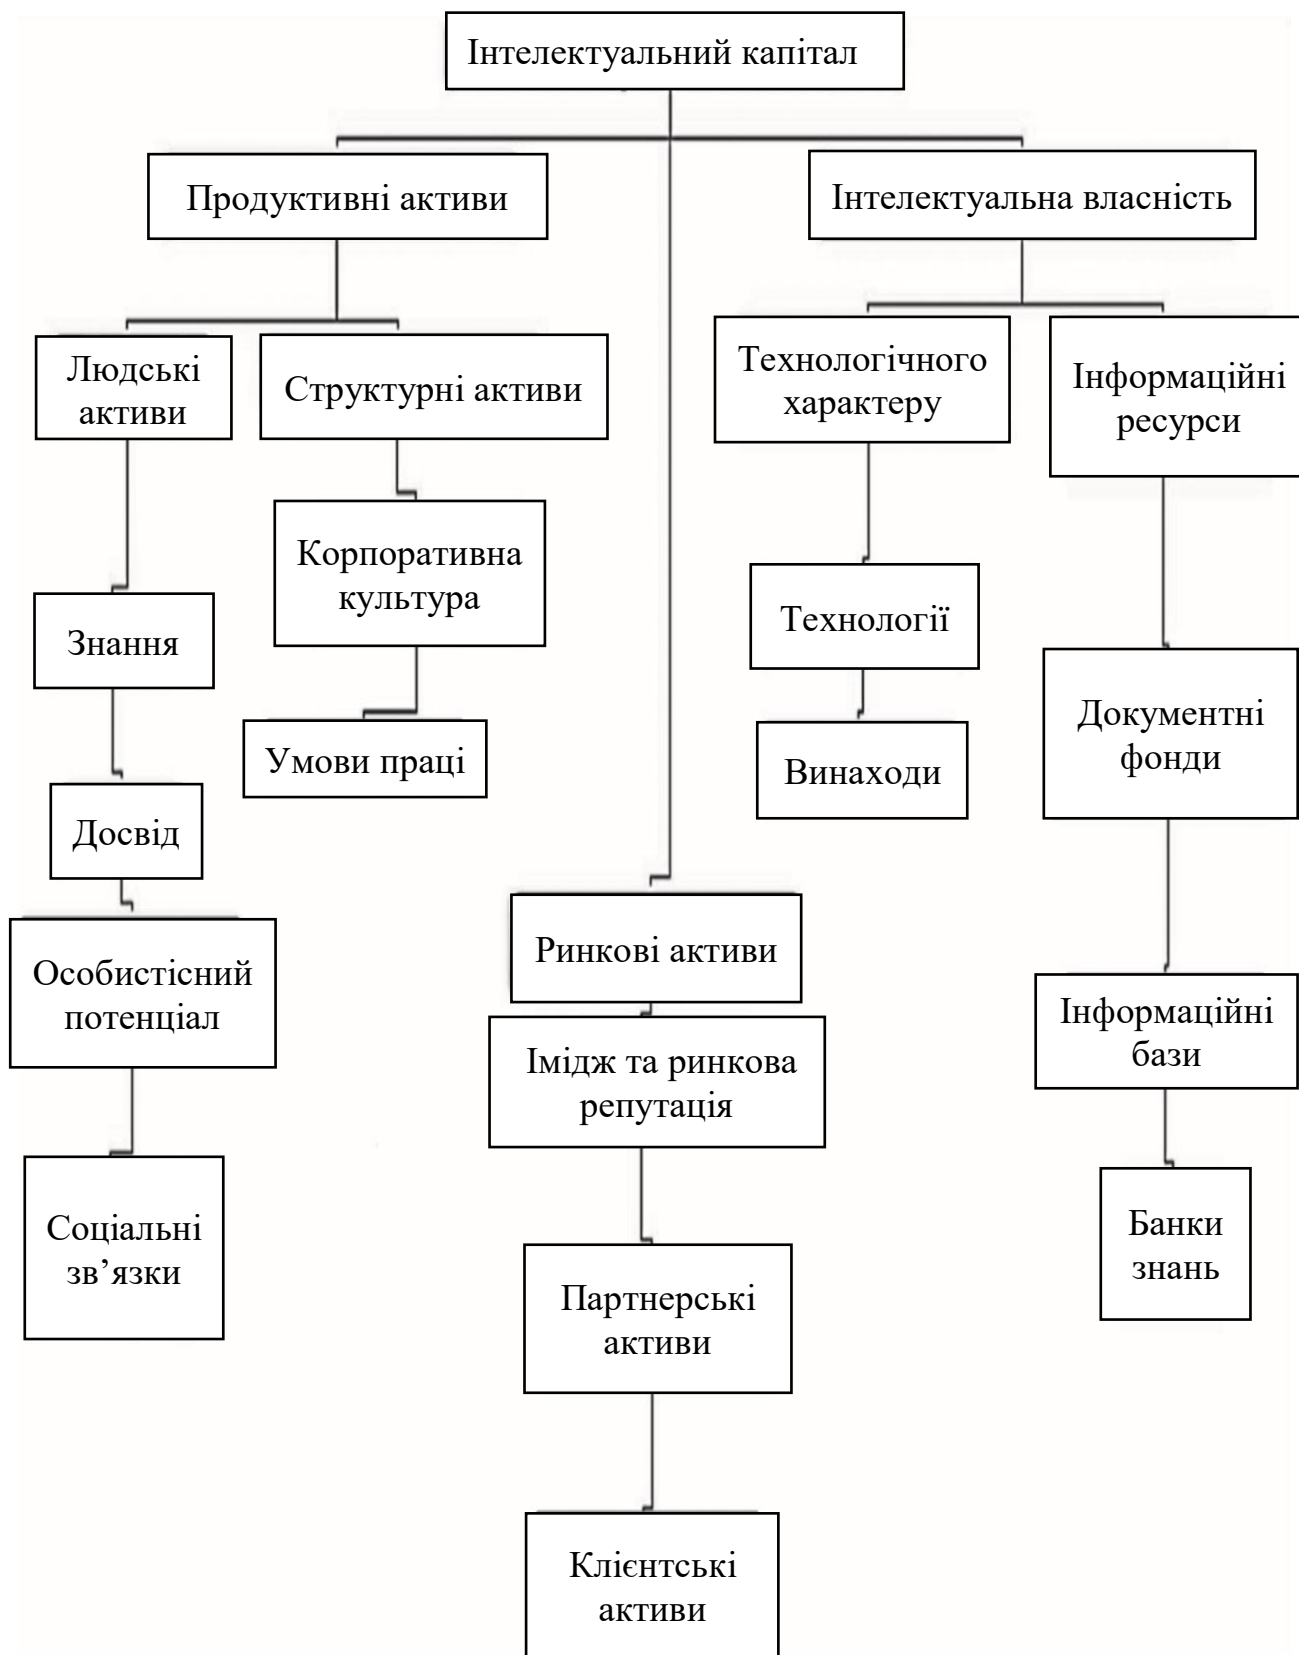 Інтелектуальний капітал
Продуктивні активи
Інтелектуальна власність
Людські
активи
Структурні активи
Технологічного
характеру
Інформаційні
ресурси
Корпоративна
культура
Знання
Технології
Умови праці
Документні
фонди
Винаходи
Досвід
Особистісний
потенціал
Ринкові активи
Інформаційні
бази
Імідж та ринкова
репутація
Соціальні
зв’язки
Банки
знань
Партнерські
активи
Клієнтські
активи